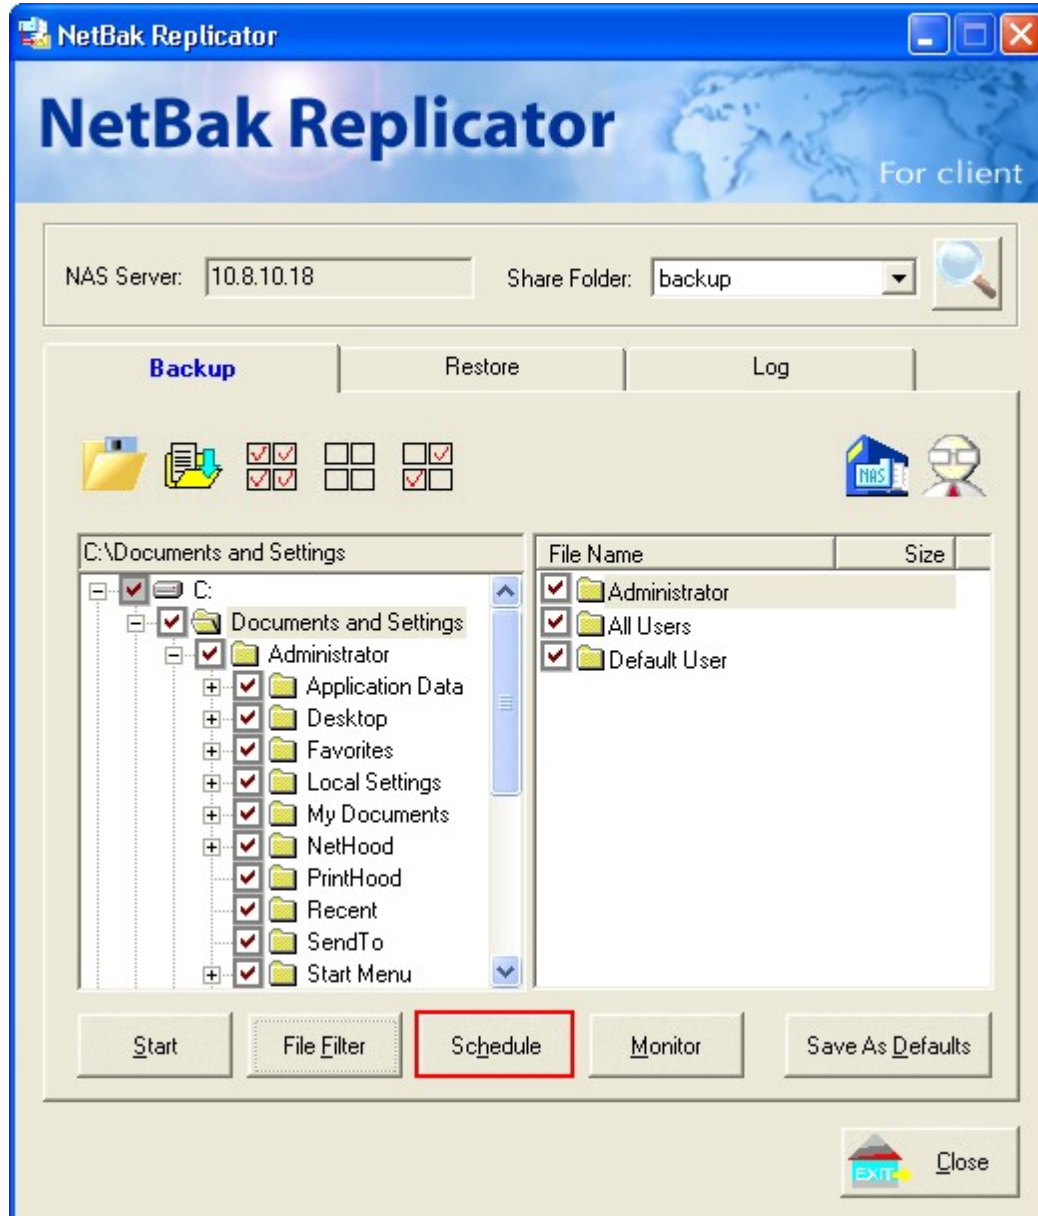 NetBak Replicator
NetBak Replicator
For client
NAS Server: 10.8.10.18 Share Folder: backup
Backup Restore Log
NAS
C:\Documents and Settings
C:
Documents and Settings
Administrator
Application Data
Desktop
Favorites
Local Settings
My Documents
NetHood
PrintHood
Recent
SendTo
Start Menu
File Name Size
Administrator
All Users
Default User
Start File Filter Schedule Monitor Save As Defaults
EXIT Close